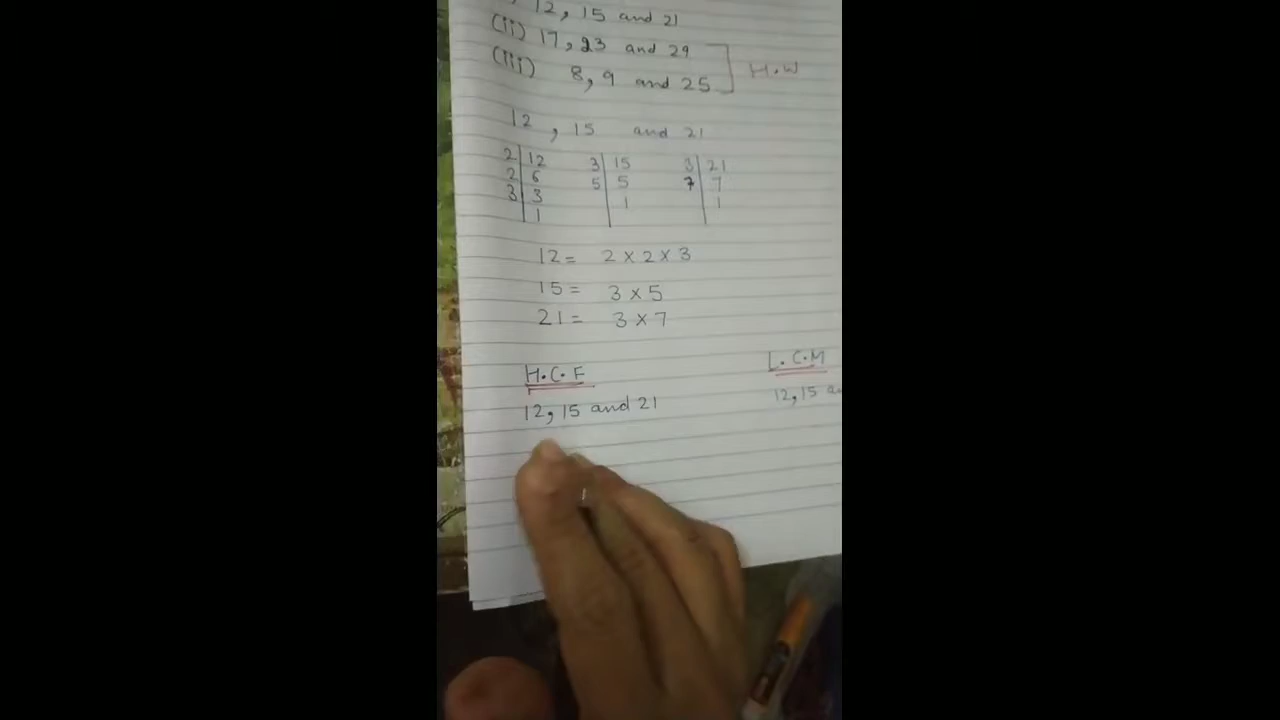 12, 15 and 21
(ii) 17, 23 and 29
(iii) 8, 9 and 25
H.W
12, 15 and 21
2 12 3 15 3 21
2 6 5 5 7 7
3 3 1 1
1
12 = 2 × 2 × 3
15 = 3 × 5
21 = 3 × 7
H.C.F
12, 15 and 21
L.C.M
12, 15